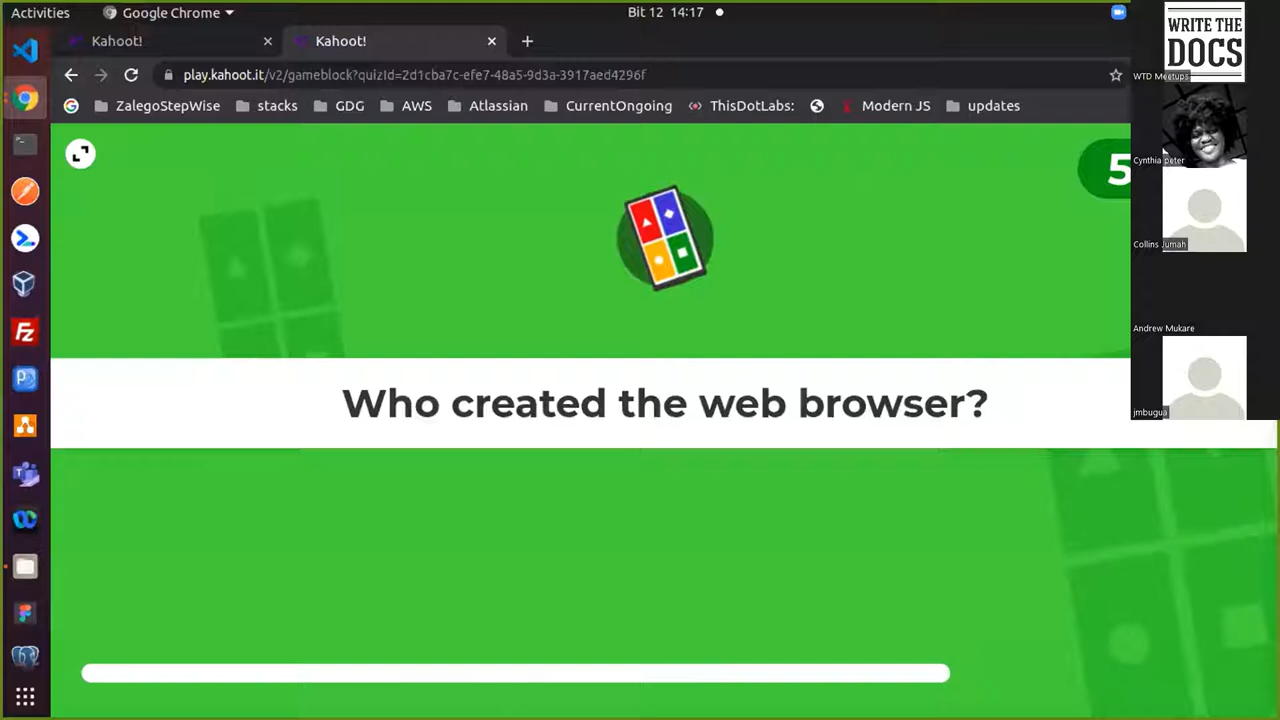 Activities
Google Chrome
Bit 12 14:17
Kahoot!
Kahoot!
play.kahoot.it/v2/gameblock?quizId=2d1cba7c-efe7-48a5-9d3a-3917aed4296f
ZalegoStepWise
stacks
GDG
AWS
Atlassian
CurrentOngoing
ThisDotLabs:
Modern JS
updates
5
Who created the web browser?
WRITE THE
DOCS
WTD Meetups
Cynthia peter
Collins Jumah
Andrew Mukare
jmbugua